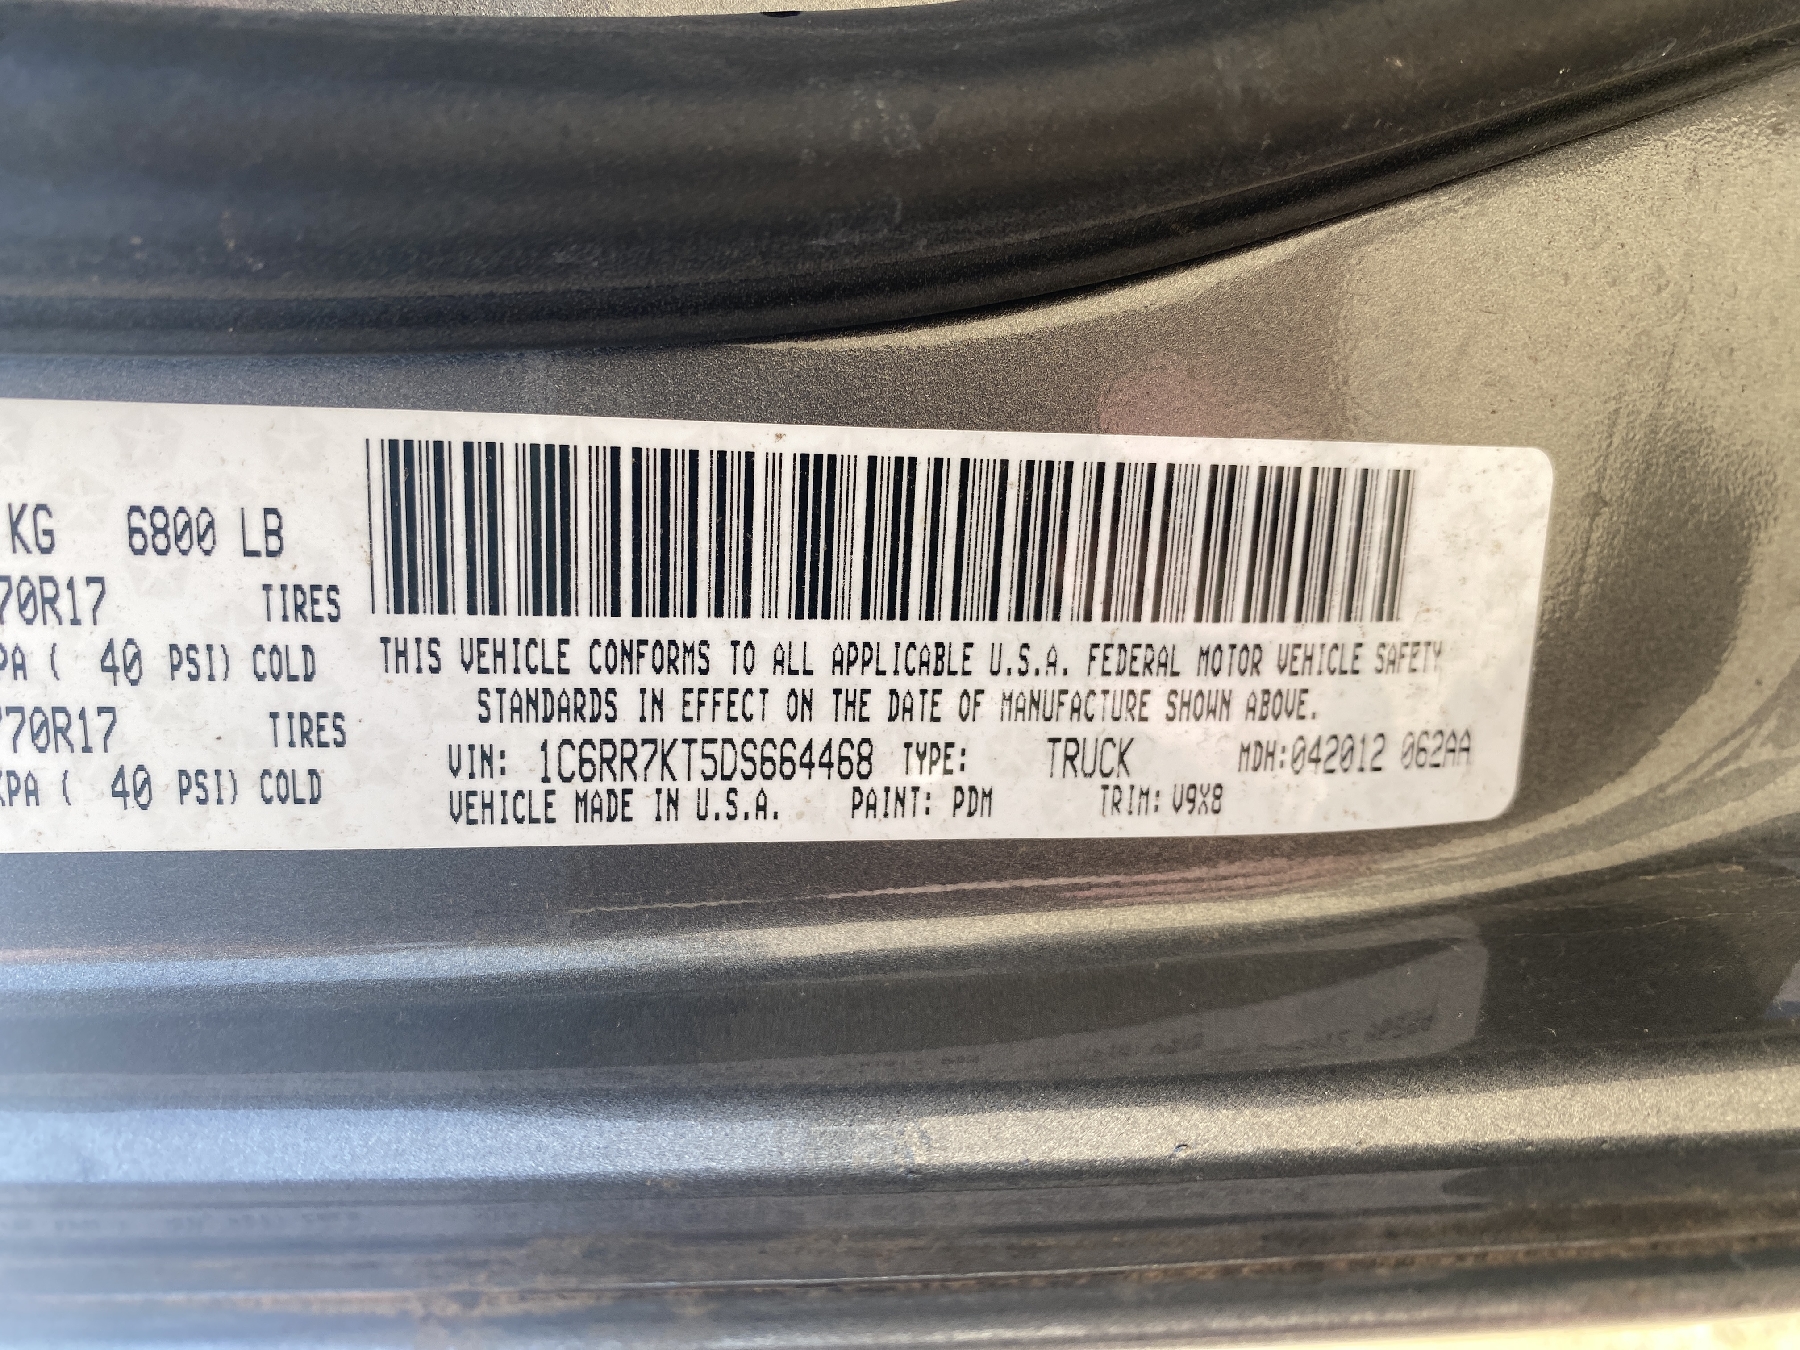 KG 6800 LB
70R17 TIRES
PA ( 40 PSI) COLD
70R17 TIRES
KPA ( 40 PSI) COLD
THIS VEHICLE CONFORMS TO ALL APPLICABLE U.S.A. FEDERAL MOTOR VEHICLE SAFETY
STANDARDS IN EFFECT ON THE DATE OF MANUFACTURE SHOWN ABOVE.
VIN: 1C6RR7KT5DS664468 TYPE: TRUCK MDH:042012 062AA
VEHICLE MADE IN U.S.A. PAINT: PDM TRIM: V9X8